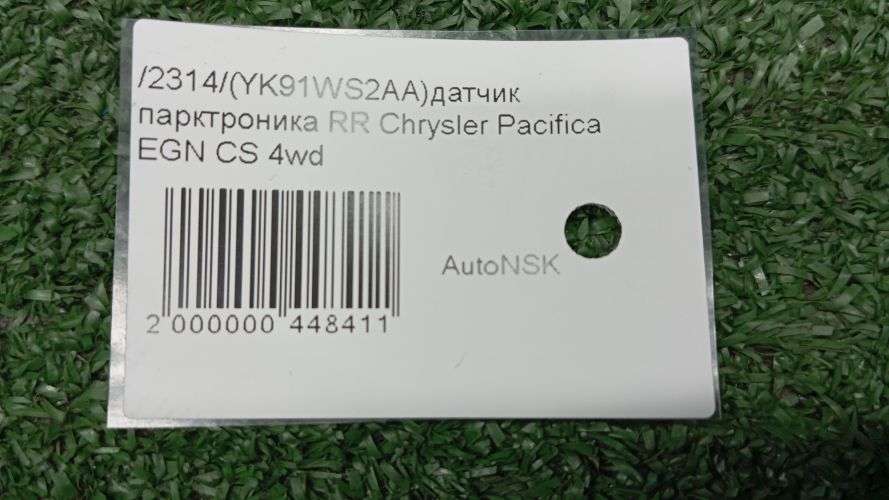 /2314/(YK91WS2AA)датчик
парктроника RR Chrysler Pacifica
EGN CS 4wd
AutoNSK
2 000000 448411